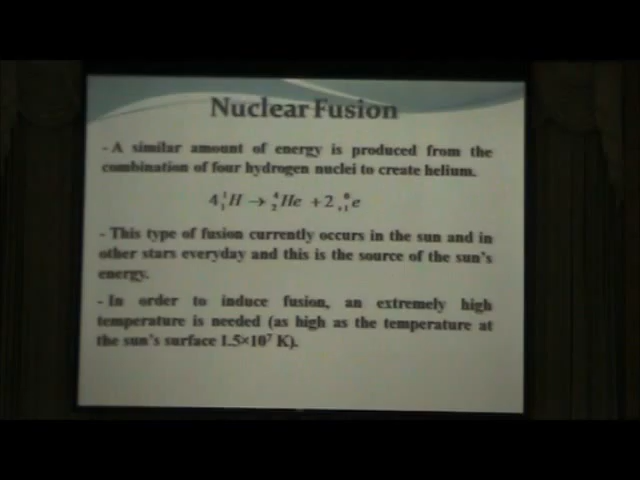 Nuclear Fusion
- A similar amount of energy is produced from the
combination of four hydrogen nuclei to create helium.
4 ¹₁H → ⁴₂He + 2 ⁰₊₁e
- This type of fusion currently occurs in the sun and in
other stars everyday and this is the source of the sun's
energy.
- In order to induce fusion, an extremely high
temperature is needed (as high as the temperature at
the sun's surface 1.5×10⁷ K).